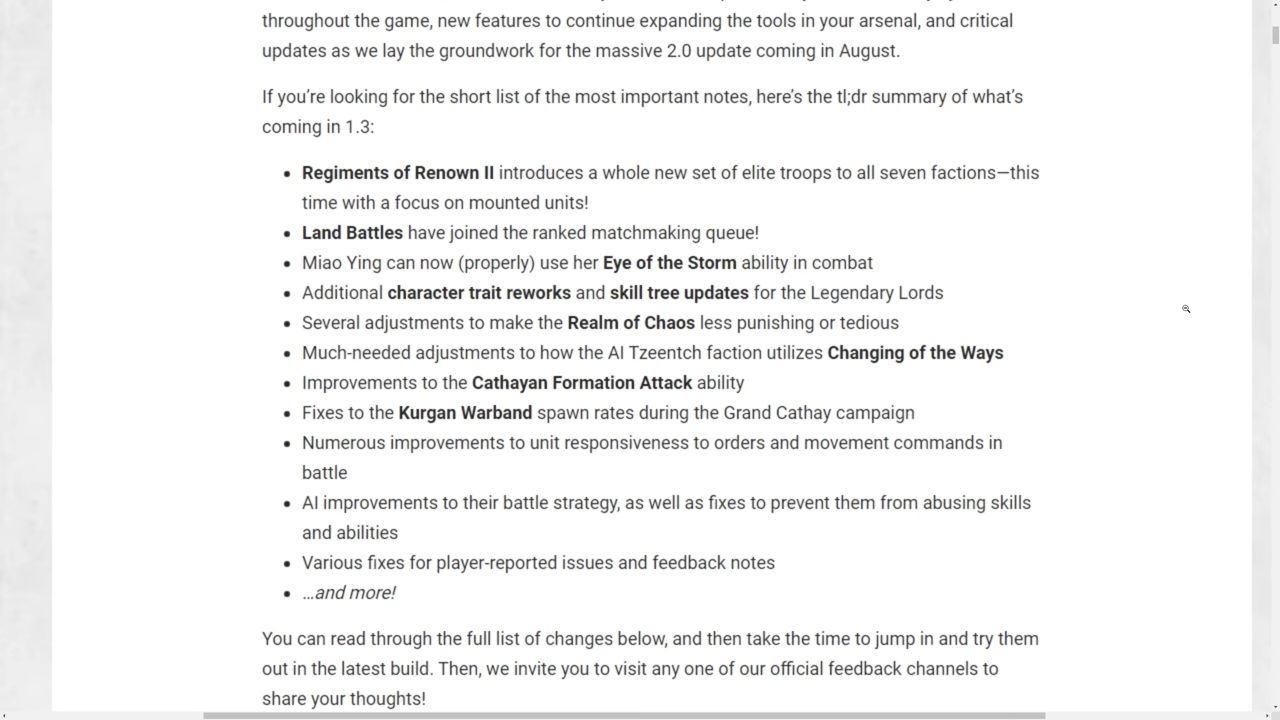 throughout the game, new features to continue expanding the tools in your arsenal, and critical
updates as we lay the groundwork for the massive 2.0 update coming in August.
If you’re looking for the short list of the most important notes, here’s the tl;dr summary of what’s
coming in 1.3:
• Regiments of Renown II introduces a whole new set of elite troops to all seven factions—this
time with a focus on mounted units!
• Land Battles have joined the ranked matchmaking queue!
• Miao Ying can now (properly) use her Eye of the Storm ability in combat
• Additional character trait reworks and skill tree updates for the Legendary Lords
• Several adjustments to make the Realm of Chaos less punishing or tedious
• Much-needed adjustments to how the AI Tzeentch faction utilizes Changing of the Ways
• Improvements to the Cathayan Formation Attack ability
• Fixes to the Kurgan Warband spawn rates during the Grand Cathay campaign
• Numerous improvements to unit responsiveness to orders and movement commands in
battle
• AI improvements to their battle strategy, as well as fixes to prevent them from abusing skills
and abilities
• Various fixes for player-reported issues and feedback notes
• …and more!
You can read through the full list of changes below, and then take the time to jump in and try them
out in the latest build. Then, we invite you to visit any one of our official feedback channels to
share your thoughts!